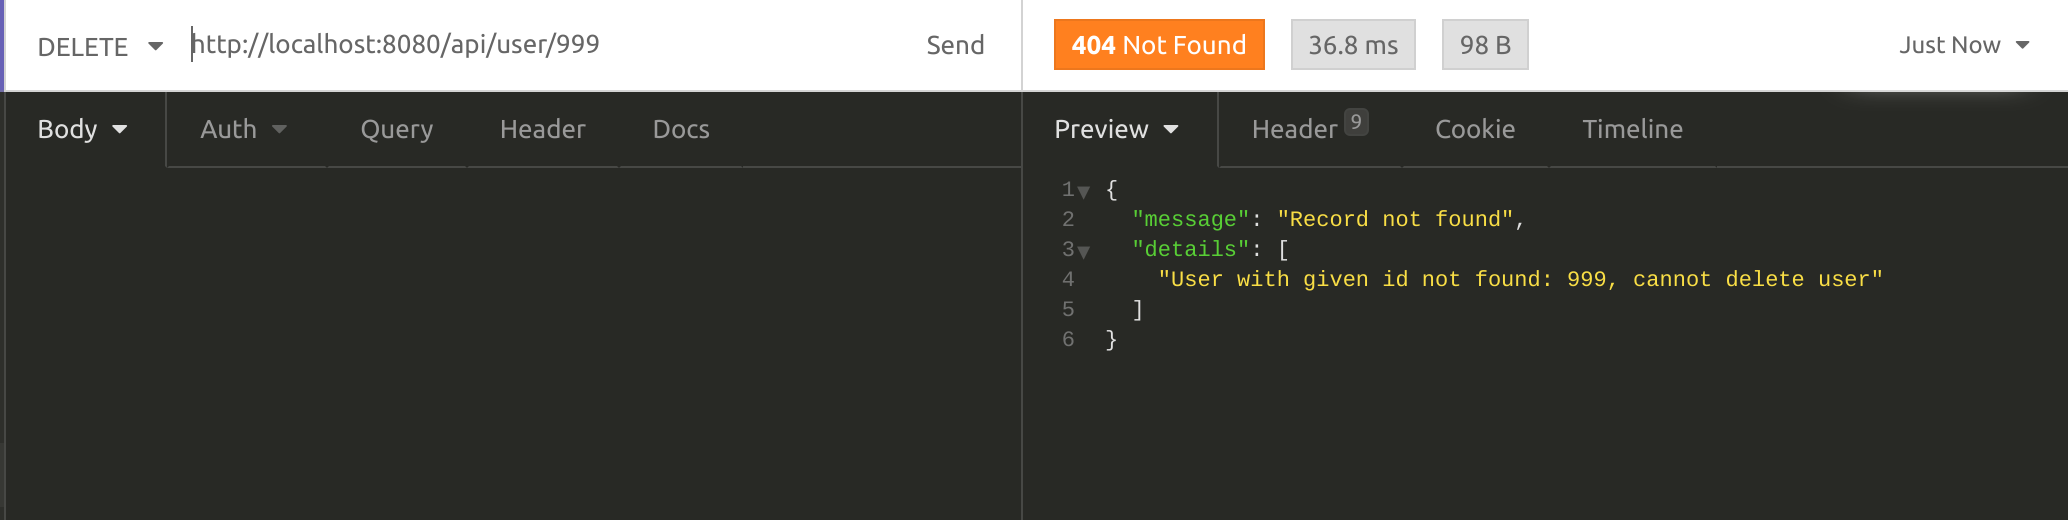 DELETE http://localhost:8080/api/user/999 Send
404 Not Found 36.8 ms 98 B Just Now
Body Auth Query Header Docs
Preview Header 9 Cookie Timeline
1 {
2 "message": "Record not found",
3 "details": [
4 "User with given id not found: 999, cannot delete user"
5 ]
6 }